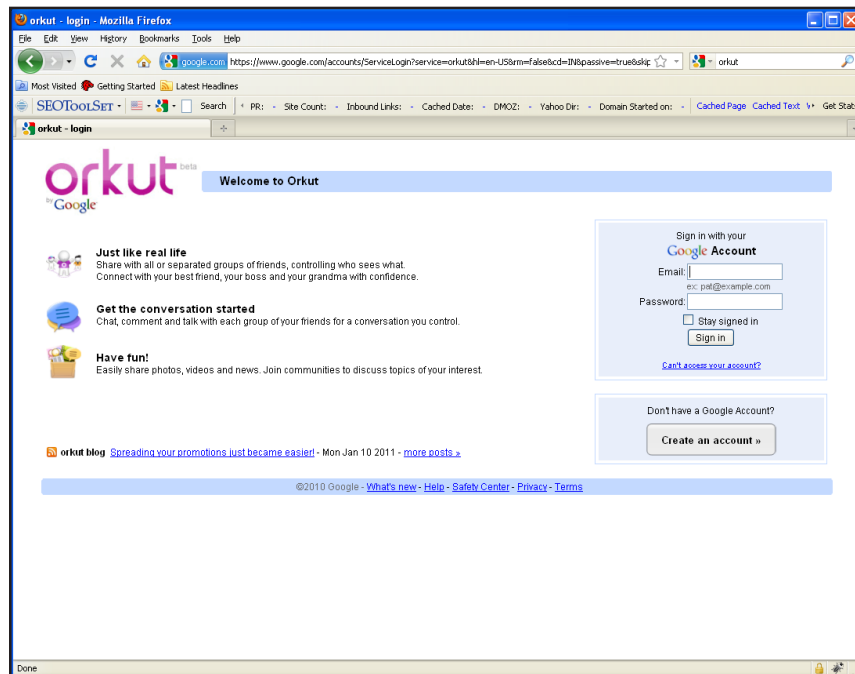 orkut - login - Mozilla Firefox
File Edit View History Bookmarks Tools Help
google.com https://www.google.com/accounts/ServiceLogin?service=orkut&hl=en-US&rm=false&cd=IN&passive=true&skip orkut
Most Visited Getting Started Latest Headlines
SEOToolSet Search PR: Site Count: Inbound Links: Cached Date: DMOZ: Yahoo Dir: Domain Started on: Cached Page Cached Text Get Stat
orkut - login
orkut beta
by Google
Welcome to Orkut
Just like real life
Share with all or separated groups of friends, controlling who sees what.
Connect with your best friend, your boss and your grandma with confidence.
Get the conversation started
Chat, comment and talk with each group of your friends for a conversation you control.
Have fun!
Easily share photos, videos and news. Join communities to discuss topics of your interest.
Sign in with your
Google Account
Email:
ex: pat@example.com
Password:
Stay signed in
Sign in
Can't access your account?
Don't have a Google Account?
Create an account »
orkut blog Spreading your promotions just became easier! - Mon Jan 10 2011 - more posts »
©2010 Google - What's new - Help - Safety Center - Privacy - Terms
Done